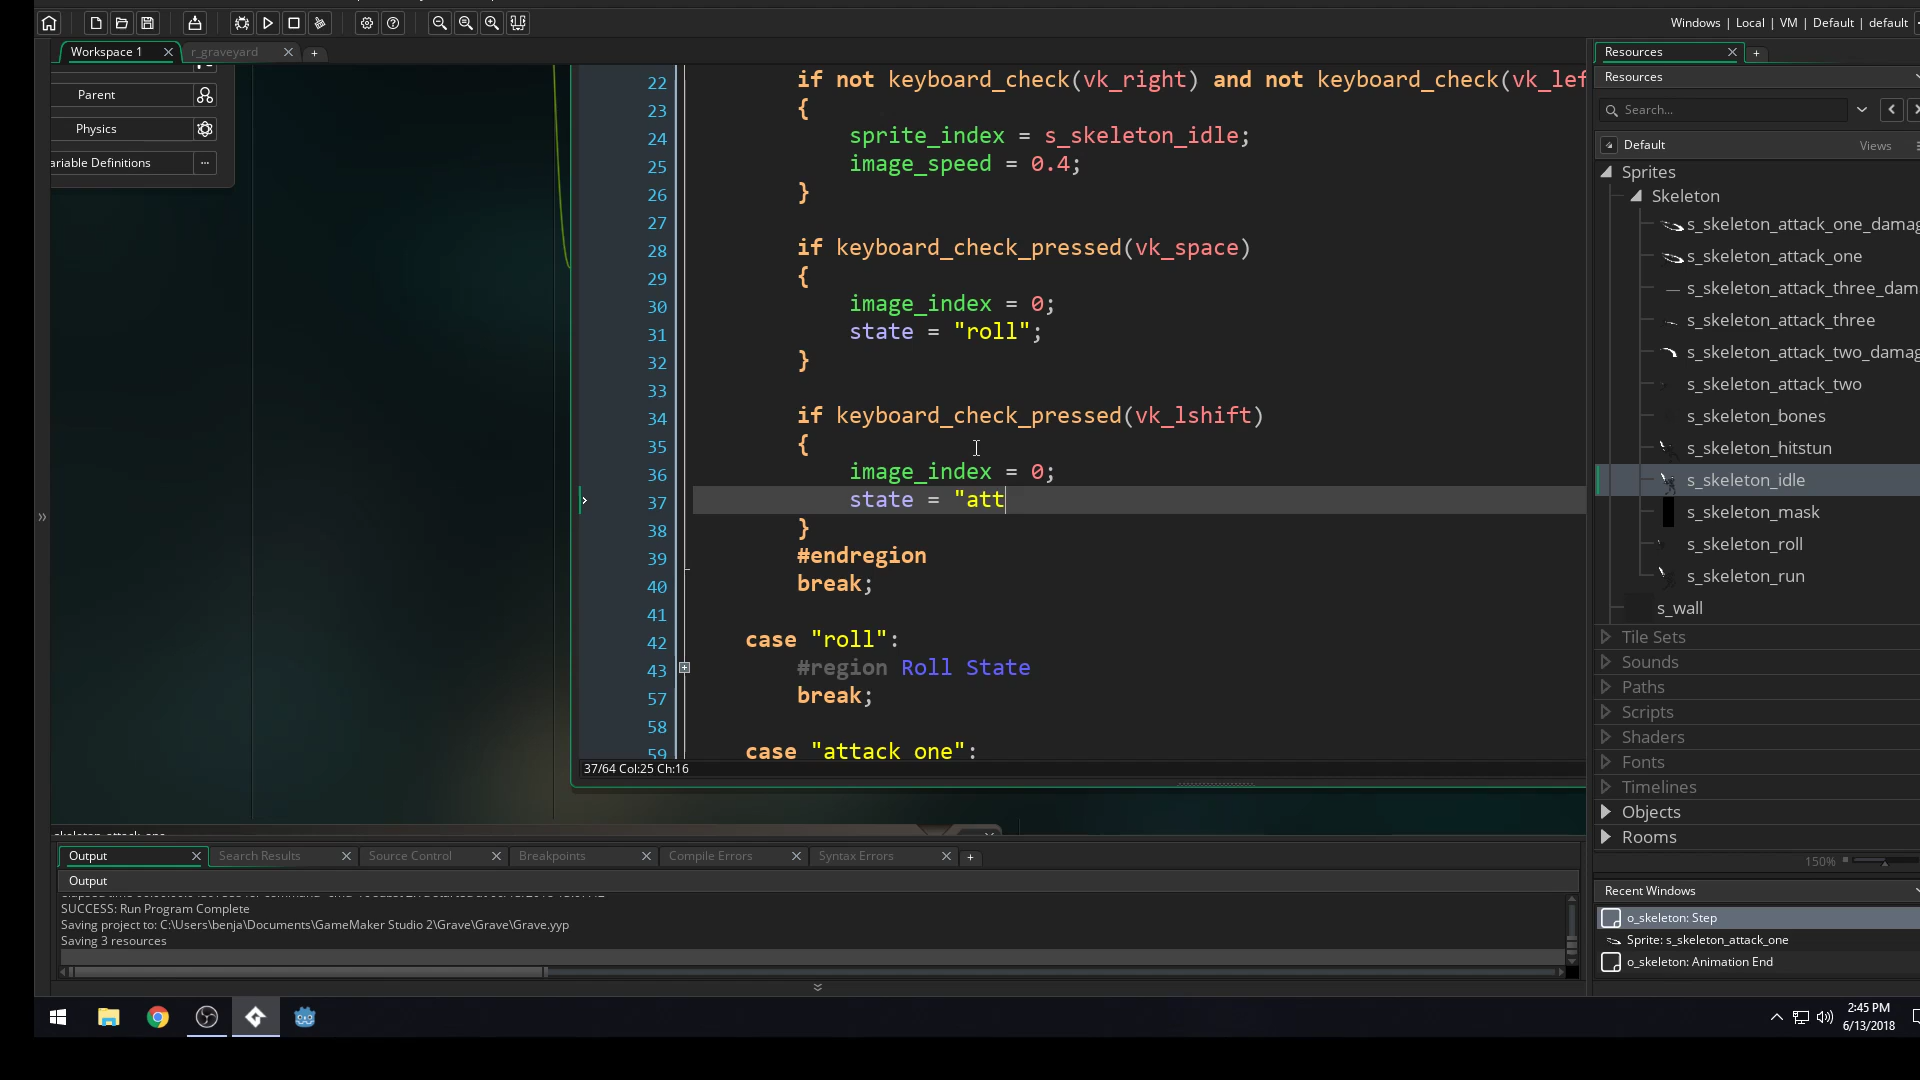 Windows | Local | VM | Default | default
Workspace 1
r_graveyard
Resources
Parent
Physics
ariable Definitions
22 if not keyboard_check(vk_right) and not keyboard_check(vk_lef
23 {
24 sprite_index = s_skeleton_idle;
25 image_speed = 0.4;
26 }
27
28 if keyboard_check_pressed(vk_space)
29 {
30 image_index = 0;
31 state = "roll";
32 }
33
34 if keyboard_check_pressed(vk_lshift)
35 {
36 image_index = 0;
37 state = "att
38 }
39 #endregion
40 break;
41
42 case "roll":
43 #region Roll State
57 break;
58
59 case "attack one":
37/64 Col:25 Ch:16
Resources
Search...
Default Views
Sprites
Skeleton
s_skeleton_attack_one_damag
s_skeleton_attack_one
s_skeleton_attack_three_dam
s_skeleton_attack_three
s_skeleton_attack_two_damag
s_skeleton_attack_two
s_skeleton_bones
s_skeleton_hitstun
s_skeleton_idle
s_skeleton_mask
s_skeleton_roll
s_skeleton_run
s_wall
Tile Sets
Sounds
Paths
Scripts
Shaders
Fonts
Timelines
Objects
Rooms
150%
Recent Windows
o_skeleton: Step
Sprite: s_skeleton_attack_one
o_skeleton: Animation End
Output Search Results Source Control Breakpoints Compile Errors Syntax Errors
Output
SUCCESS: Run Program Complete
Saving project to: C:\Users\benja\Documents\GameMaker Studio 2\Grave\Grave.yyp
Saving 3 resources
2:45 PM
6/13/2018